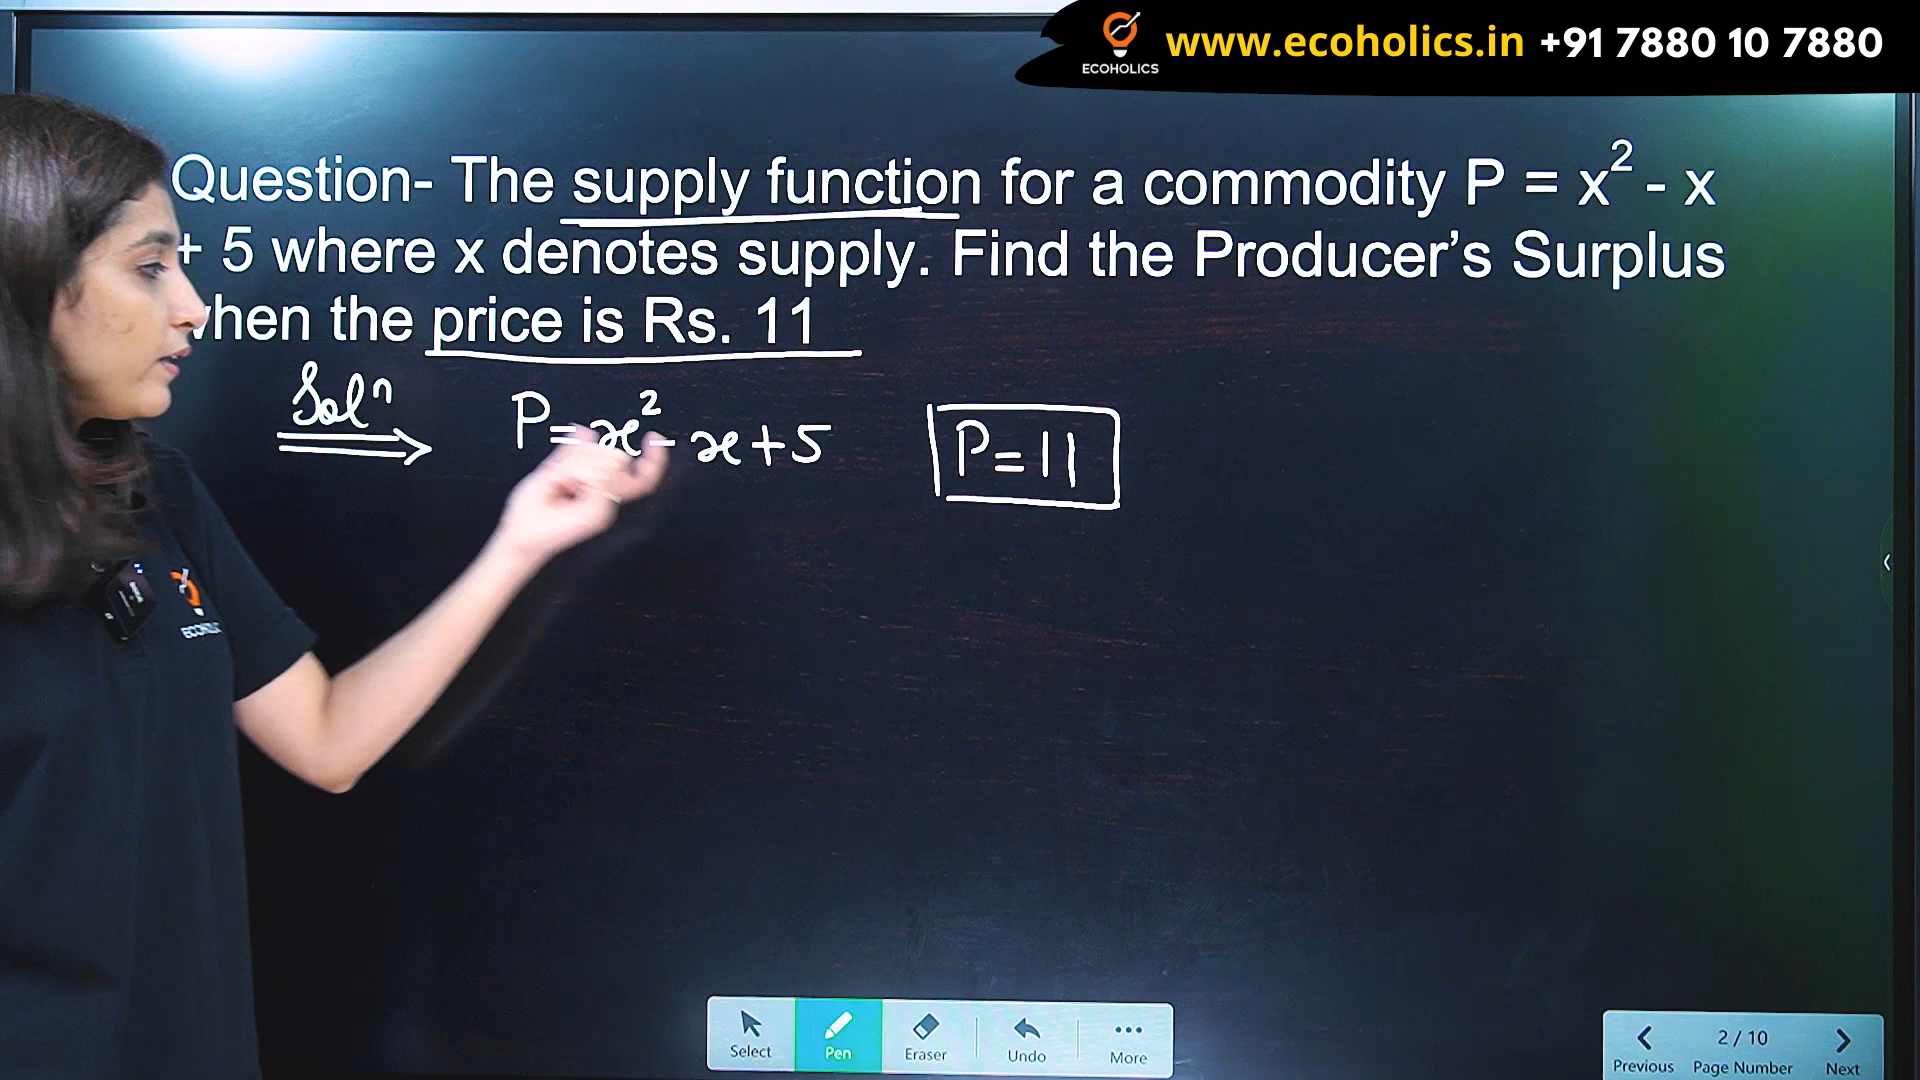 ECOHOLICS
www.ecoholics.in +91 7880 10 7880
Question- The supply function for a commodity P = x² - x
+ 5 where x denotes supply. Find the Producer's Surplus
when the price is Rs. 11
Solⁿ
P = x² - x + 5
P = 11
Select
Pen
Eraser
Undo
More
2 / 10
Previous
Page Number
Next